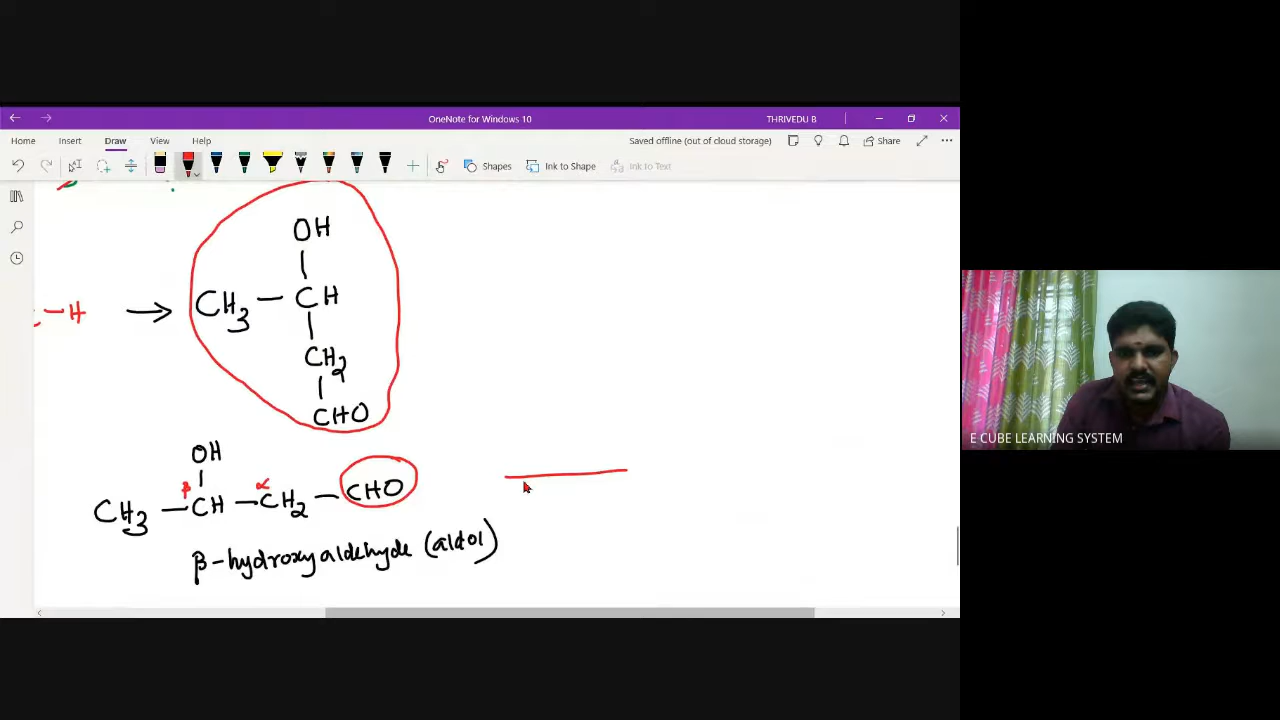 OneNote for Windows 10
THRIVEDU B
Home Insert Draw View Help
Saved offline (out of cloud storage)
Share
Shapes
Ink to Shape
Ink to Text
OH
CH3 – CH
–H →
CH2
CHO
OH
β α
CH3 – CH – CH2 – CHO
β-hydroxyaldehyde (aldol)
E CUBE LEARNING SYSTEM